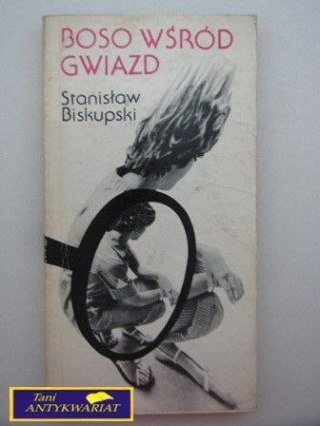 BOSO WŚRÓD
GWIAZD
Stanisław
Biskupski
Tani
ANTYKWARIAT